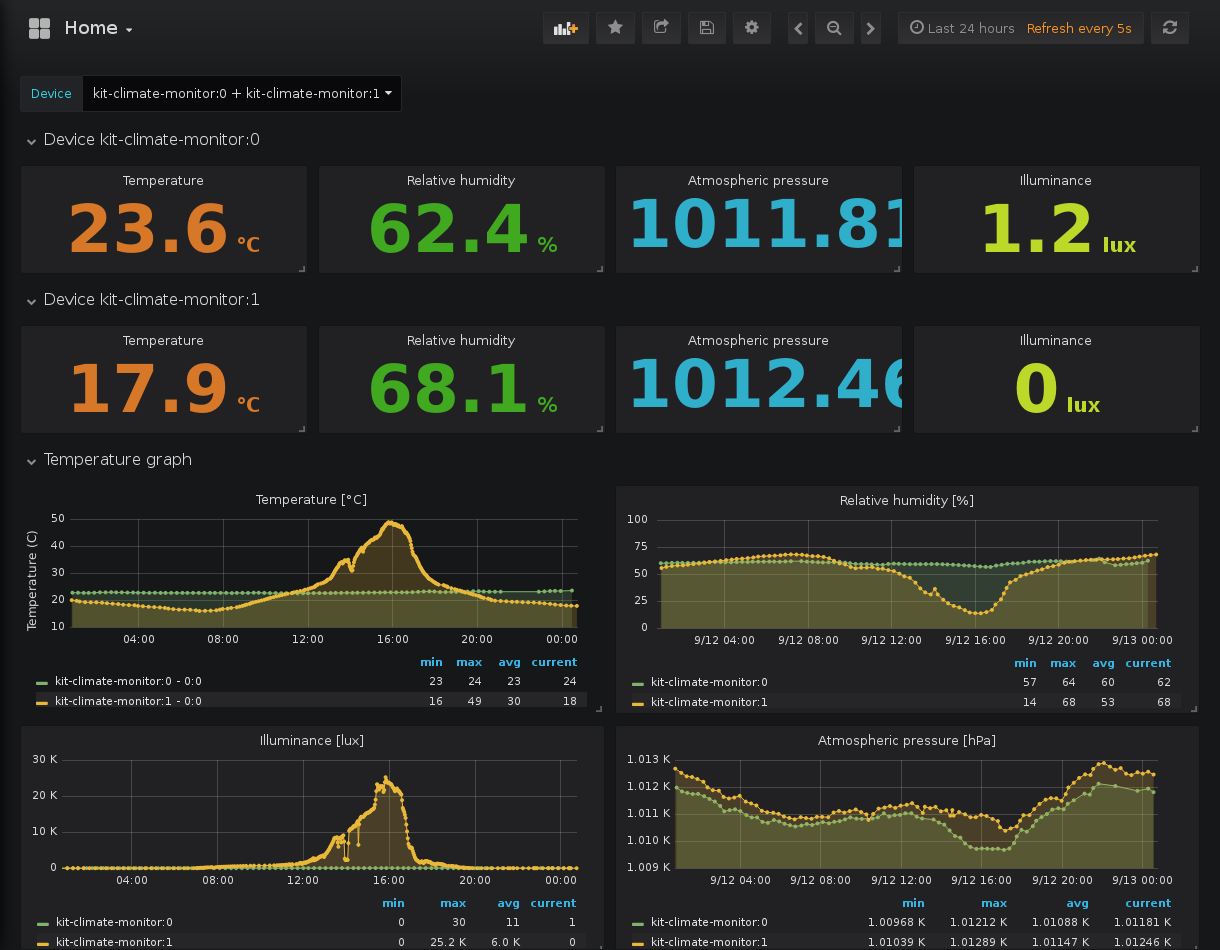 Home
Last 24 hours Refresh every 5s
Device kit-climate-monitor:0 + kit-climate-monitor:1
Device kit-climate-monitor:0
Temperature Relative humidity Atmospheric pressure Illuminance
23.6 °C 62.4 % 1011.81 1.2 lux
Device kit-climate-monitor:1
Temperature Relative humidity Atmospheric pressure Illuminance
17.9 °C 68.1 % 1012.46 0 lux
Temperature graph
Temperature [°C]
Temperature (C)
50
40
30
20
10
04:00 08:00 12:00 16:00 20:00 00:00
min max avg current
kit-climate-monitor:0 - 0:0 23 24 23 24
kit-climate-monitor:1 - 0:0 16 49 30 18
Relative humidity [%]
100
75
50
25
0
9/12 04:00 9/12 08:00 9/12 12:00 9/12 16:00 9/12 20:00 9/13 00:00
min max avg current
kit-climate-monitor:0 57 64 60 62
kit-climate-monitor:1 14 68 53 68
Illuminance [lux]
30 K
20 K
10 K
0
04:00 08:00 12:00 16:00 20:00 00:00
min max avg current
kit-climate-monitor:0 0 30 11 1
kit-climate-monitor:1 0 25.2 K 6.0 K 0
Atmospheric pressure [hPa]
1.013 K
1.012 K
1.011 K
1.010 K
1.009 K
9/12 04:00 9/12 08:00 9/12 12:00 9/12 16:00 9/12 20:00 9/13 00:00
min max avg current
kit-climate-monitor:0 1.00968 K 1.01212 K 1.01088 K 1.01181 K
kit-climate-monitor:1 1.01039 K 1.01289 K 1.01147 K 1.01246 K